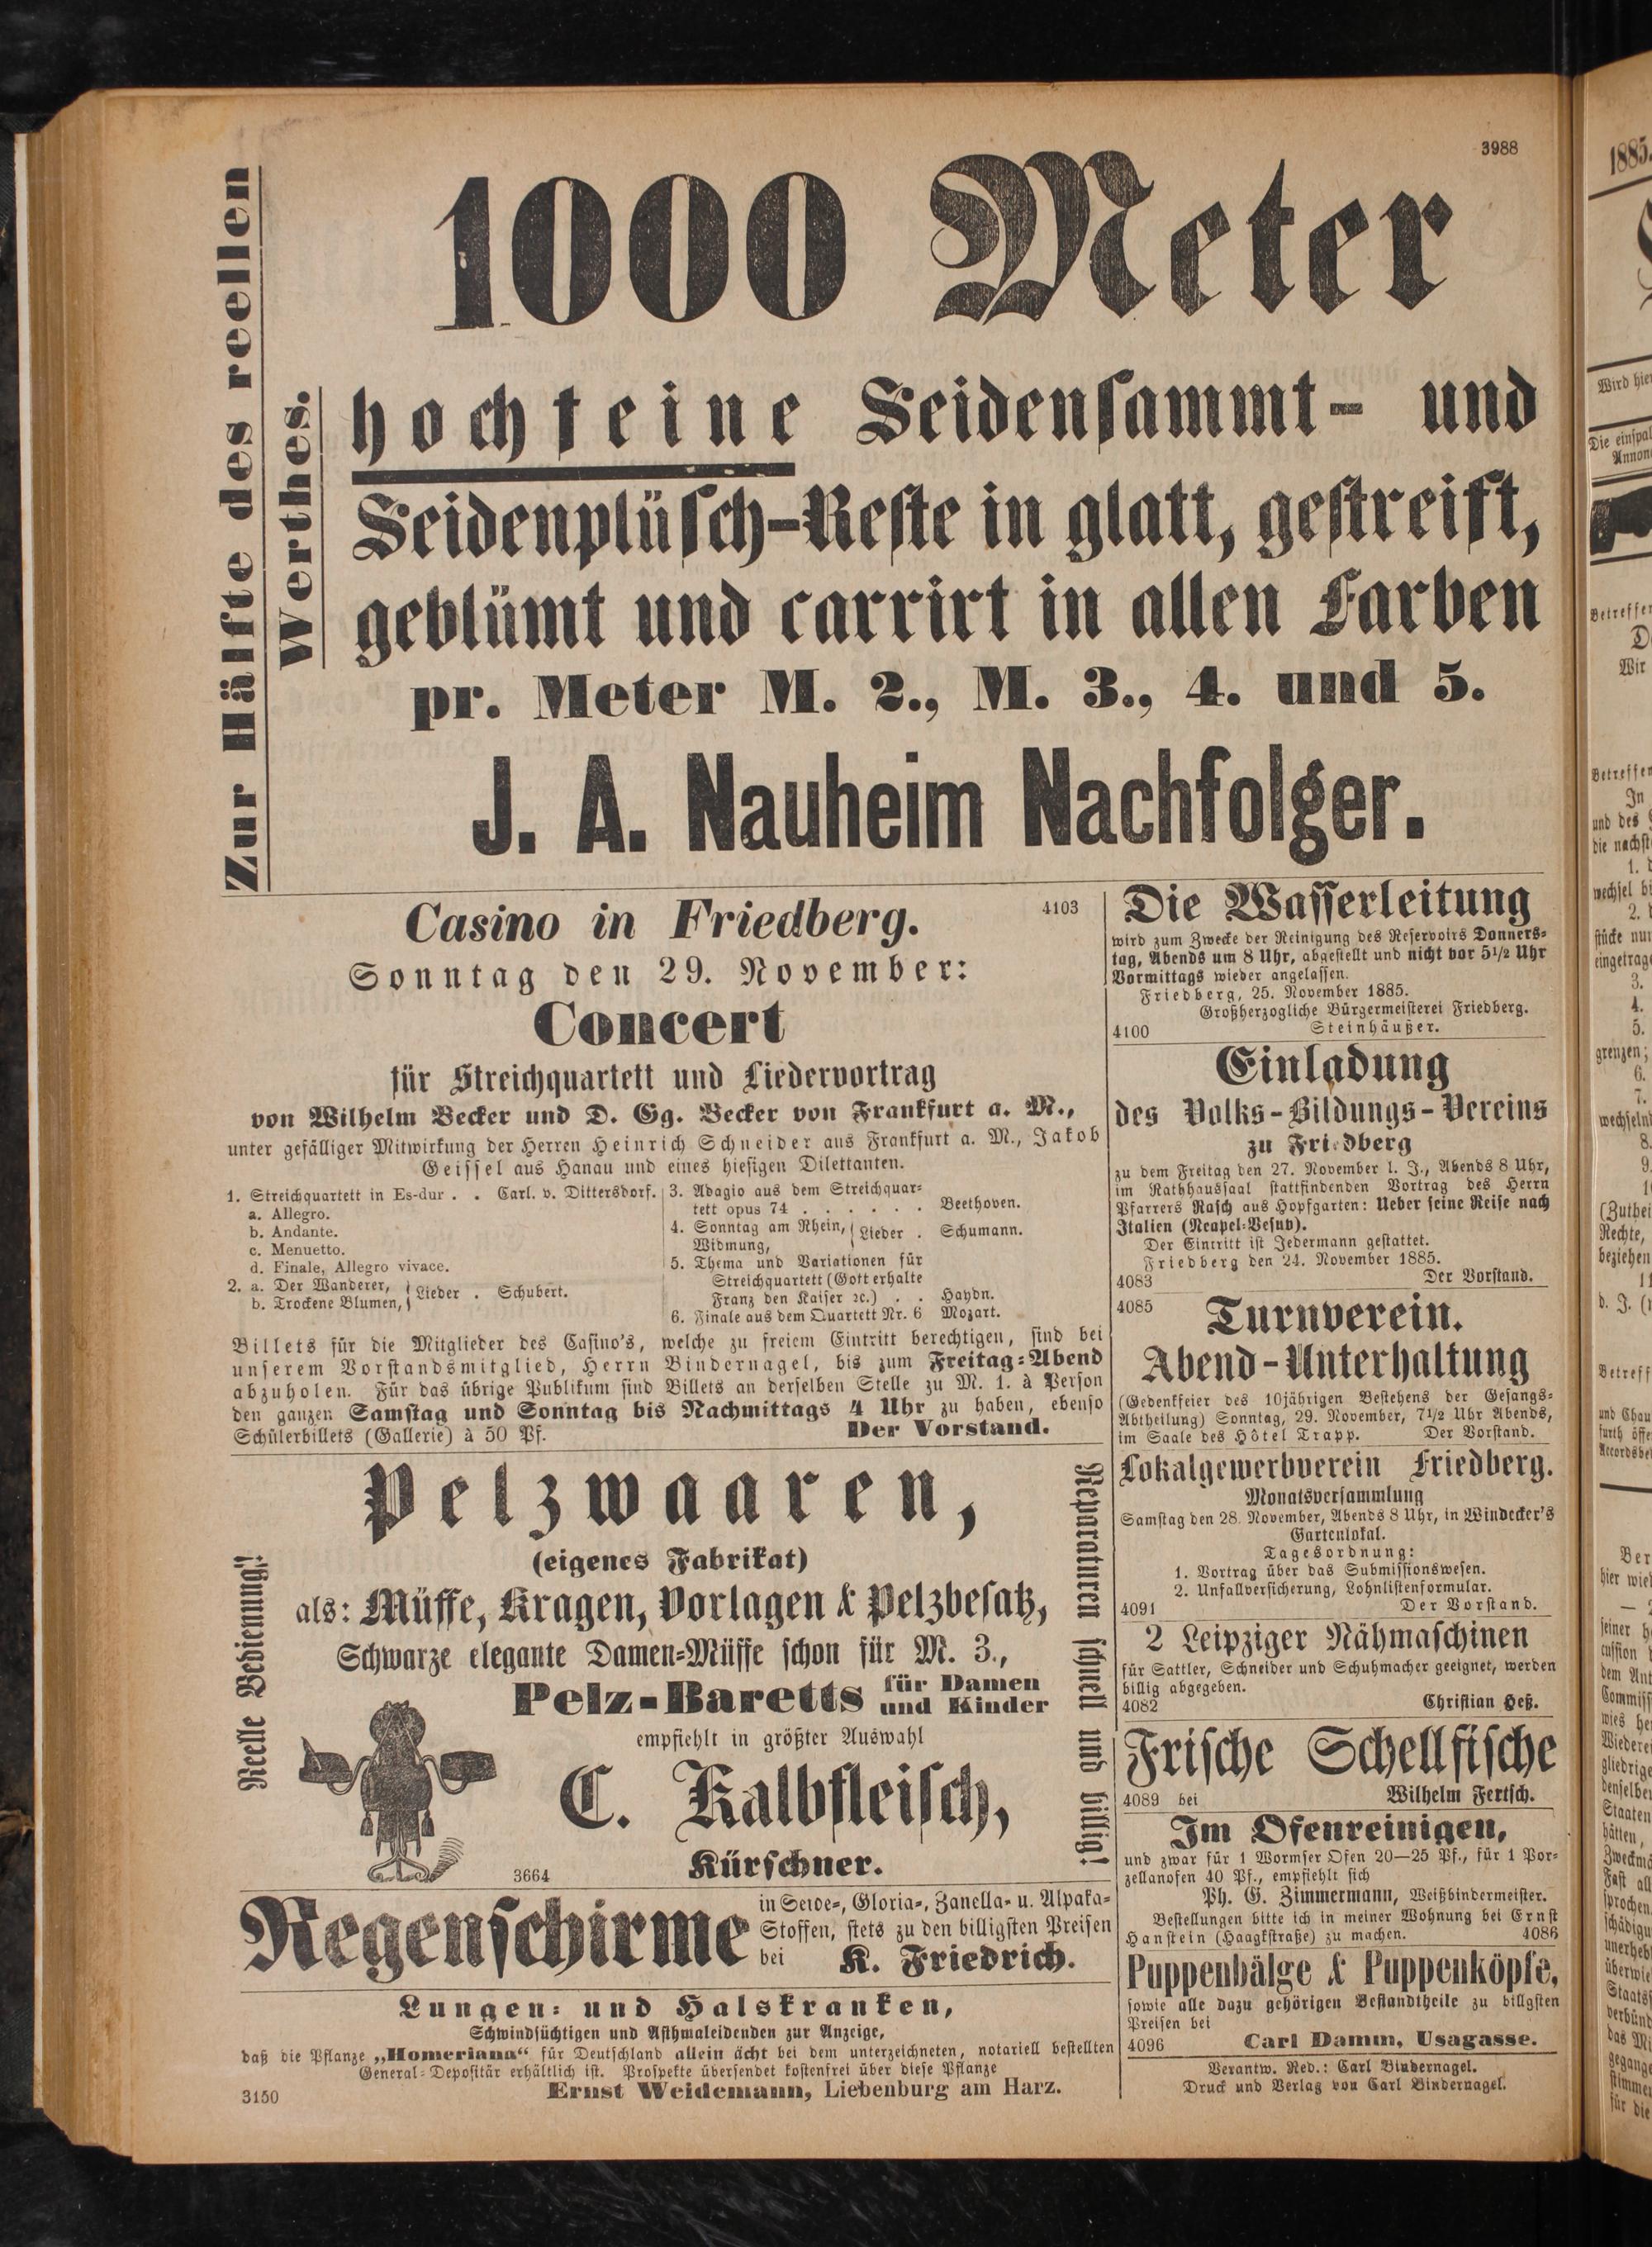 3988
Zur Hälfte des reellen
Werthes.
1000 Meter
hochfeine Seidensammt- und
Seidenplüsch-Reste in glatt, gestreift,
geblümt und carrirt in allen Farben
pr. Meter M. 2., M. 3., 4. und 5.
J. A. Nauheim Nachfolger.
Casino in Friedberg.
4103
Sonntag den 29. November:
Concert
für Streichquartett und Liedervortrag
von Wilhelm Becker und D. Gg. Becker von Frankfurt a. M.,
unter gefälliger Mitwirkung der Herren Heinrich Schneider aus Frankfurt a. M., Jakob
Geissel aus Hanau und eines hiesigen Dilettanten.
1. Streichquartett in Es-dur . . Carl. v. Dittersdorf.
a. Allegro.
b. Andante.
c. Menuetto.
d. Finale, Allegro vivace.
2. a. Der Wanderer,
b. Trockene Blumen, } Lieder . Schubert.
3. Adagio aus dem Streichquar-
tett opus 74 . . . . . . Beethoven.
4. Sonntag am Rhein,
Widmung, { Lieder . Schumann.
5. Thema und Variationen für
Streichquartett (Gott erhalte
Franz den Kaiser ꝛc.) . . Haydn.
6. Finale aus dem Quartett Nr. 6 Mozart.
Billets für die Mitglieder des Casino's, welche zu freiem Eintritt berechtigen, sind bei
unserem Vorstandsmitglied, Herrn Bindernagel, bis zum Freitag-Abend
abzuholen. Für das übrige Publikum sind Billets an derselben Stelle zu M. 1. à Person
den ganzen Samstag und Sonntag bis Nachmittags 4 Uhr zu haben, ebenso
Schülerbillets (Gallerie) à 50 Pf. Der Vorstand.
Reelle Bedienung!
Pelzwaaren,
(eigenes Fabrikat)
als: Müffe, Kragen, Vorlagen & Pelzbesatz,
Schwarze elegante Damen-Müffe schon für M. 3.,
Pelz-Baretts für Damen
und Kinder
empfiehlt in größter Auswahl
C. Kalbfleisch,
3664 Kürschner.
Reparaturen schnell und billig!
Regenschirme
in Seide-, Gloria-, Zanella- u. Alpaka-
Stoffen, stets zu den billigsten Preisen
bei K. Friedrich.
Lungen- und Halskranken,
Schwindsüchtigen und Asthmaleidenden zur Anzeige,
daß die Pflanze „Homeriana“ für Deutschland allein ächt bei dem unterzeichneten, notariell bestellten
General-Depositär erhältlich ist. Prospekte übersendet kostenfrei über diese Pflanze
3150 Ernst Weidemann, Liebenburg am Harz.
Die Wasserleitung
wird zum Zwecke der Reinigung des Reservoirs Donners-
tag, Abends um 8 Uhr, abgestellt und nicht vor 5 1/2 Uhr
Vormittags wieder angelassen.
Friedberg, 25. November 1885.
Großherzogliche Bürgermeisterei Friedberg.
4100 Steinhäußer.
Einladung
des Volks-Bildungs-Vereins
zu Friedberg
zu dem Freitag den 27. November l. J., Abends 8 Uhr,
im Rathhaussaal stattfindenden Vortrag des Herrn
Pfarrers Rasch aus Hopfgarten: Ueber seine Reise nach
Italien (Neapel-Vesuv).
Der Eintritt ist Jedermann gestattet.
Friedberg den 24. November 1885.
4083 Der Vorstand.
4085
Turnverein.
Abend-Unterhaltung
(Gedenkfeier des 10jährigen Bestehens der Gesangs-
Abtheilung) Sonntag, 29. November, 7 1/2 Uhr Abends,
im Saale des Hôtel Trapp. Der Vorstand.
Lokalgewerbverein Friedberg.
Monatsversammlung
Samstag den 28. November, Abends 8 Uhr, in Windecker's
Gartenlokal.
Tagesordnung:
1. Vortrag über das Submissionswesen.
2. Unfallversicherung, Lohnlistenformular.
4091 Der Vorstand.
2 Leipziger Nähmaschinen
für Sattler, Schneider und Schuhmacher geeignet, werden
billig abgegeben.
4082 Christian Heß.
Frische Schellfische
4089 bei Wilhelm Fertsch.
Im Ofenreinigen,
und zwar für 1 Wormser Ofen 20—25 Pf., für 1 Por-
zellanofen 40 Pf., empfiehlt sich
Ph. G. Zimmermann, Weißbindermeister.
Bestellungen bitte ich in meiner Wohnung bei Ernst
Hanstein (Haagkstraße) zu machen. 4086
Puppenbälge & Puppenköpfe,
sowie alle dazu gehörigen Bestandtheile zu billgsten
Preisen bei
4096 Carl Damm, Usagasse.
Verantw. Red.: Carl Bindernagel.
Druck und Verlag von Carl Bindernagel.
1885.